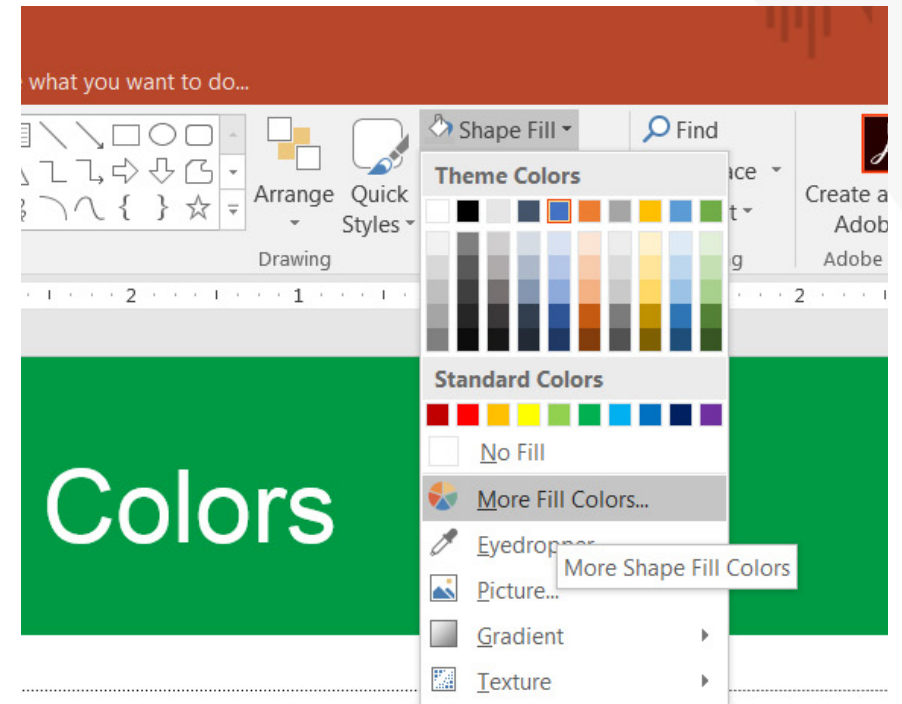 what you want to do...
Shape Fill
Find
Theme Colors
Arrange
Quick
Styles
Create a
Adob
Drawing
Adobe
2 1 2
Standard Colors
No Fill
Colors
More Fill Colors...
Eyedropper
More Shape Fill Colors
Picture...
Gradient
Texture